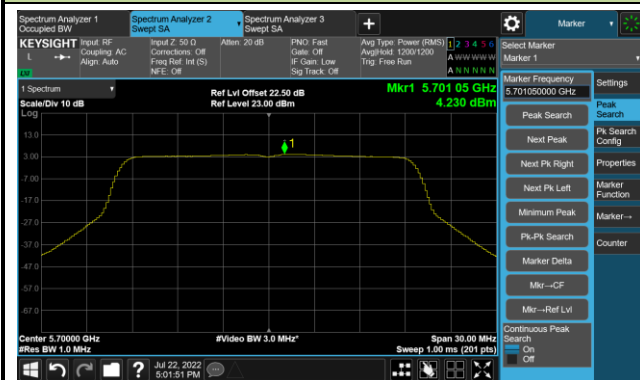 Spectrum Analyzer 1
Occupied BW
Spectrum Analyzer 2
Swept SA
Spectrum Analyzer 3
Swept SA
+
Marker
KEYSIGHT
L
Input: RF
Coupling: AC
Align: Auto
Input Z: 50 Ω
Corrections: Off
Freq Ref: Int (S)
NFE: Off
Atten: 20 dB
PNO: Fast
Gate: Off
IF Gain: Low
Sig Track: Off
Avg Type: Power (RMS)
Avg|Hold: 1200/1200
Trig: Free Run
1 2 3 4 5 6
A W W W W W
A N N N N N
LXI
Select Marker
Marker 1
1 Spectrum
Scale/Div 10 dB
Log
Ref Lvl Offset 22.50 dB
Ref Level 23.00 dBm
Mkr1 5.701 05 GHz
4.230 dBm
13.0
3.00
-7.00
-17.0
-27.0
-37.0
-47.0
-57.0
-67.0
1
Center 5.70000 GHz
#Res BW 1.0 MHz
#Video BW 3.0 MHz*
Span 30.00 MHz
Sweep 1.00 ms (201 pts)
Marker Frequency
5.701050000 GHz
Peak Search
Next Peak
Next Pk Right
Next Pk Left
Minimum Peak
Pk-Pk Search
Marker Delta
Mkr→CF
Mkr→Ref Lvl
Continuous Peak
Search
On
Off
Settings
Peak
Search
Pk Search
Config
Properties
Marker
Function
Marker→
Counter
?
Jul 22, 2022
5:01:51 PM